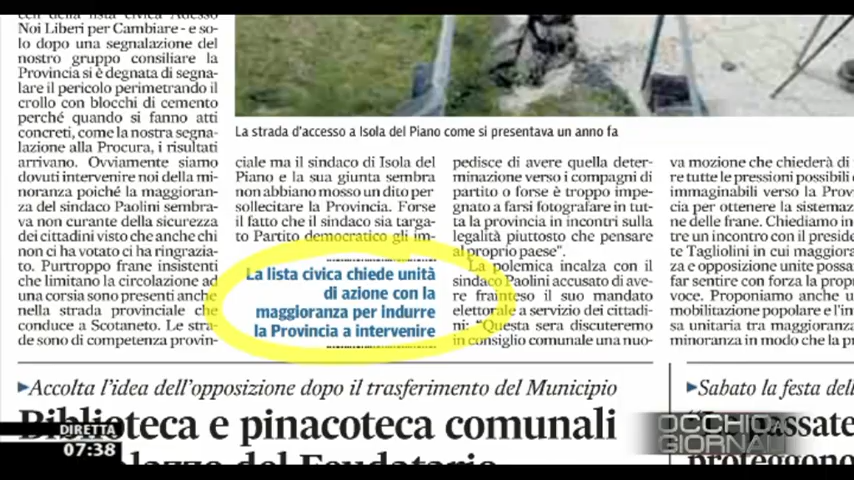 cen della lista civica Adesso
Noi Liberi per Cambiare - e so-
lo dopo una segnalazione del
nostro gruppo consiliare la
Provincia si è degnata di segna-
lare il pericolo perimetrando il
crollo con blocchi di cemento
perché quando si fanno atti
concreti, come la nostra segna-
lazione alla Procura, i risultati
arrivano. Ovviamente siamo
dovuti intervenire noi della mi-
noranza poiché la maggioran-
za del sindaco Paolini sembra-
va non curante della sicurezza
dei cittadini visto che anche chi
non ci ha votato ci ha ringrazia-
to. Purtroppo frane insistenti
che limitano la circolazione ad
una corsia sono presenti anche
nella strada provinciale che
conduce a Scotaneto. Le stra-
de sono di competenza provin-
La strada d'accesso a Isola del Piano come si presentava un anno fa
ciale ma il sindaco di Isola del
Piano e la sua giunta sembra
non abbiano mosso un dito per
sollecitare la Provincia. Forse
il fatto che il sindaco sia targa-
to Partito democratico gli im-
La lista civica chiede unità
di azione con la
maggioranza per indurre
la Provincia a intervenire
pedisce di avere quella deter-
minazione verso i compagni di
partito o forse è troppo impe-
gnato a farsi fotografare in tut-
ta la provincia in incontri sulla
legalità piuttosto che pensare
al proprio paese".
La polemica incalza con il
sindaco Paolini accusato di ave-
re frainteso il suo mandato
elettorale a servizio dei cittadi-
ni: "Questa sera discuteremo
in consiglio comunale una nuo-
va mozione che chiederà di
re tutte le pressioni possibili
immaginabili verso la Prov
cia per ottenere la sistemaz
ne delle frane. Chiediamo in
tre un incontro con il preside
te Tagliolini in cui maggiora
za e opposizione unite possa
far sentire con forza la propr
voce. Proponiamo anche un
mobilitazione popolare e l'in
sa unitaria tra maggioranza
minoranza in modo che la pr
Accolta l'idea dell'opposizione dopo il trasferimento del Municipio
Biblioteca e pinacoteca comunali
Sabato la festa dell
assate
proteggono
DIRETTA
07:38
OCCHIO AI
GIORNALI